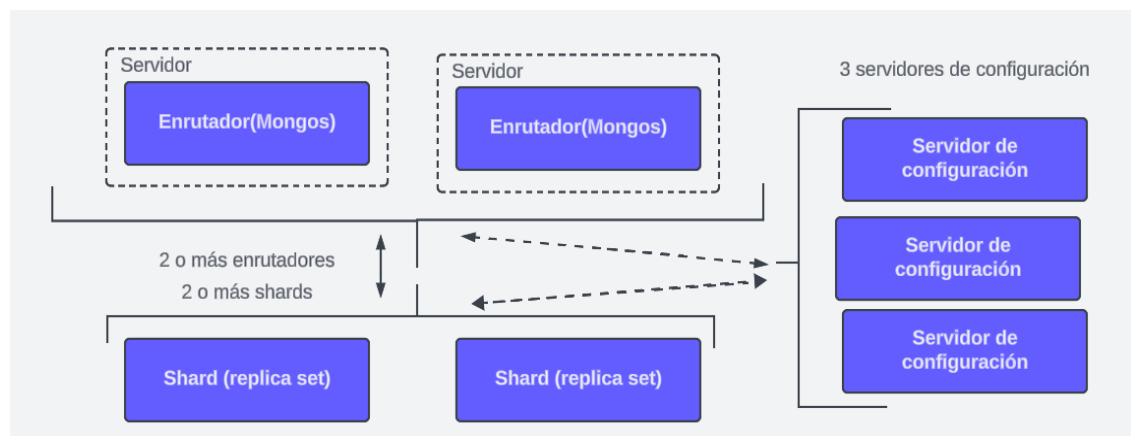 Servidor
Enrutador(Mongos)
Servidor
Enrutador(Mongos)
3 servidores de configuración
Servidor de
configuración
Servidor de
configuración
Servidor de
configuración
2 o más enrutadores
2 o más shards
Shard (replica set)
Shard (replica set)